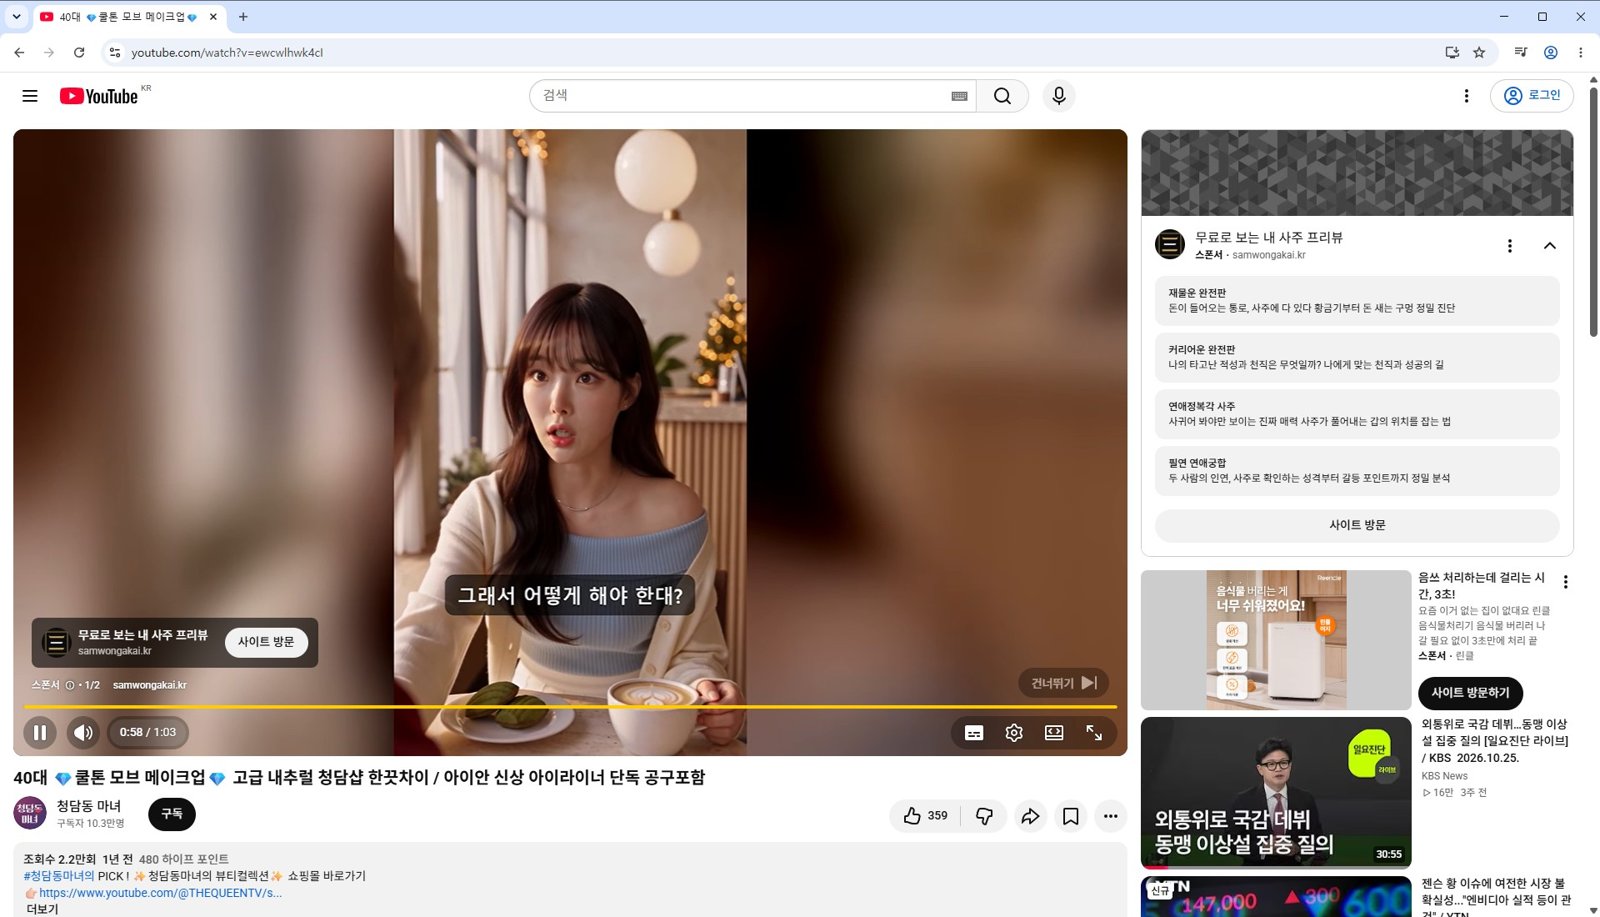 40대 💎쿨톤 모브 메이크업💎
youtube.com/watch?v=ewcwlhwk4cI
YouTube KR
검색
로그인
그래서 어떻게 해야 한대?
무료로 보는 내 사주 프리뷰
samwongakai.kr
사이트 방문
스폰서 • 1/2 samwongakai.kr
건너뛰기
0:58 / 1:03
40대 💎쿨톤 모브 메이크업💎 고급 내추럴 청담샵 한끗차이 / 아이안 신상 아이라이너 단독 공구포함
청담동 마녀
청담동 마녀
구독자 10.3만명
구독
359
조회수 2.2만회 1년 전 480 하이프 포인트
#청담동마녀의 PICK ! ✨청담동마녀의 뷰티컬렉션✨ 쇼핑몰 바로가기
👉🏻https://www.youtube.com/@THEQUEENTV/s...
더보기
무료로 보는 내 사주 프리뷰
스폰서 · samwongakai.kr
재물운 완전판
돈이 들어오는 통로, 사주에 다 있다 황금기부터 돈 새는 구멍 정밀 진단
커리어운 완전판
나의 타고난 적성과 천직은 무엇일까? 나에게 맞는 천직과 성공의 길
연애정복각 사주
사귀어 봐야만 보이는 진짜 매력 사주가 풀어내는 갑의 위치를 잡는 법
필연 연애궁합
두 사람의 인연, 사주로 확인하는 성격부터 갈등 포인트까지 정밀 분석
사이트 방문
Reencle
음식물 버리는 게
너무 쉬워졌어요!
음쓰 처리하는데 걸리는 시
간, 3초!
요즘 이거 없는 집이 없대요 린클
음식물처리기 음식물 버리러 나
갈 필요 없이 3초만에 처리 끝
스폰서 · 린클
사이트 방문하기
일요진단
라이브
외통위로 국감 데뷔
동맹 이상설 집중 질의
30:55
외통위로 국감 데뷔...동맹 이상
설 집중 질의 [일요진단 라이브]
/ KBS 2026.10.25.
KBS News
▷16만 3주 전
신규
YTN
147,000
▲300
600
젠슨 황 이슈에 여전한 시장 불
확실성..."엔비디아 실적 등이 관
건" / YTN